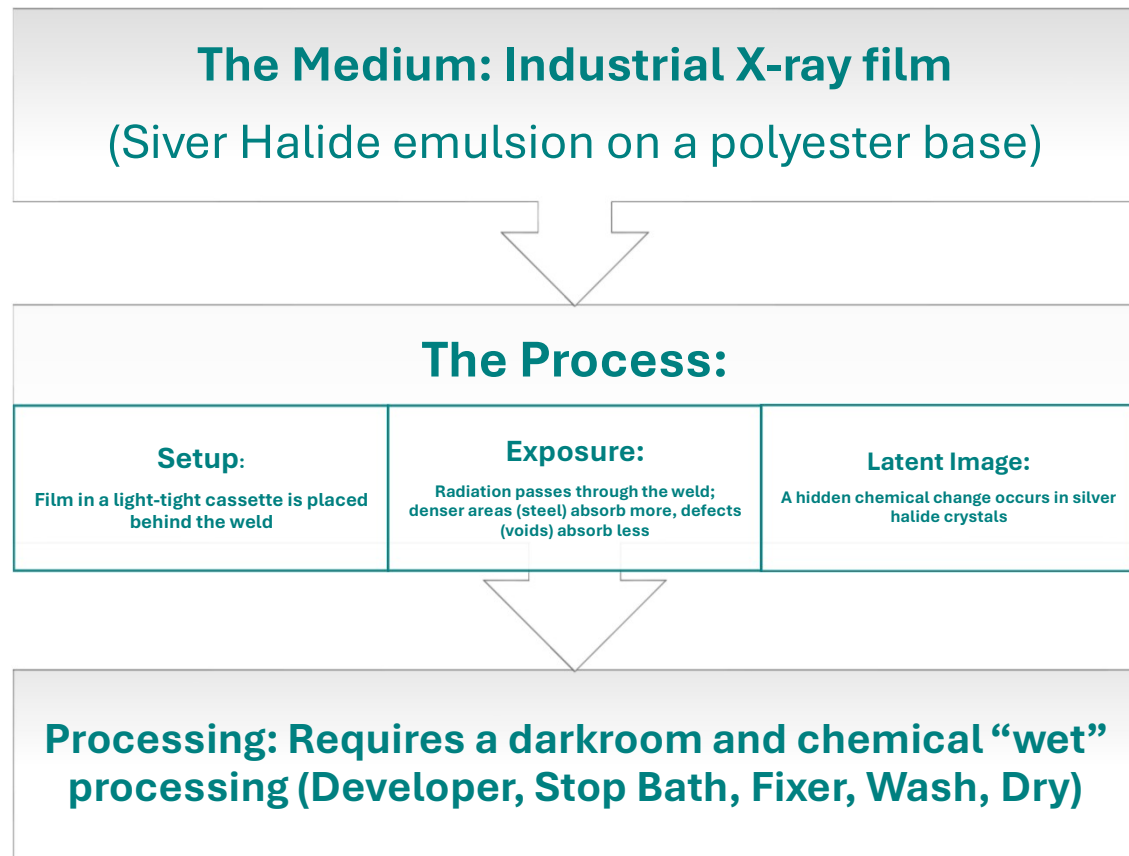 The Medium: Industrial X-ray film
(Siver Halide emulsion on a polyester base)
The Process:
Setup:
Film in a light-tight cassette is placed
behind the weld
Exposure:
Radiation passes through the weld;
denser areas (steel) absorb more, defects
(voids) absorb less
Latent Image:
A hidden chemical change occurs in silver
halide crystals
Processing: Requires a darkroom and chemical “wet”
processing (Developer, Stop Bath, Fixer, Wash, Dry)